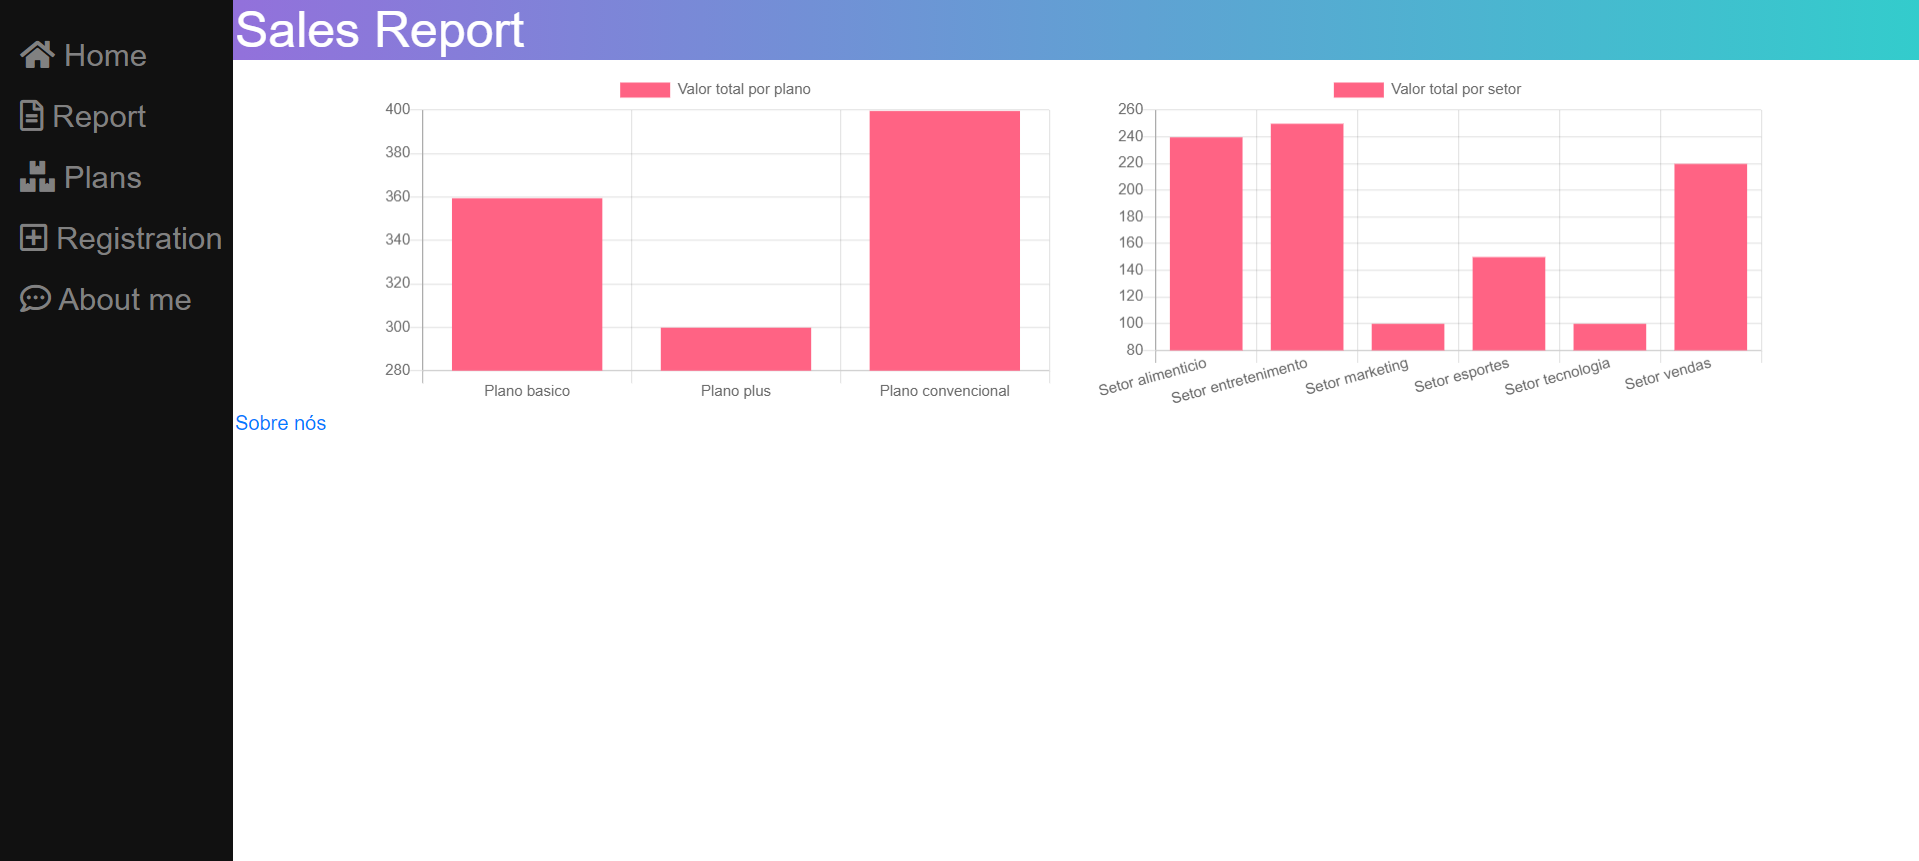 Home
Report
Plans
Registration
About me
Sales Report
Valor total por plano
400
380
360
340
320
300
280
Plano basico
Plano plus
Plano convencional
Valor total por setor
260
240
220
200
180
160
140
120
100
80
Setor alimenticio
Setor entretenimento
Setor marketing
Setor esportes
Setor tecnologia
Setor vendas
Sobre nós